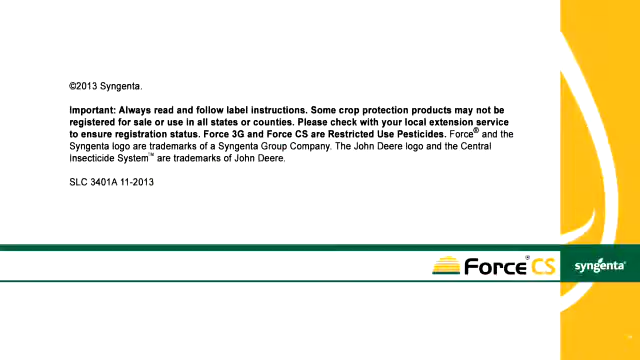 ©2013 Syngenta.
Important: Always read and follow label instructions. Some crop protection products may not be
registered for sale or use in all states or counties. Please check with your local extension service
to ensure registration status. Force 3G and Force CS are Restricted Use Pesticides. Force® and the
Syngenta logo are trademarks of a Syngenta Group Company. The John Deere logo and the Central
Insecticide System™ are trademarks of John Deere.
SLC 3401A 11-2013
Force® CS
syngenta